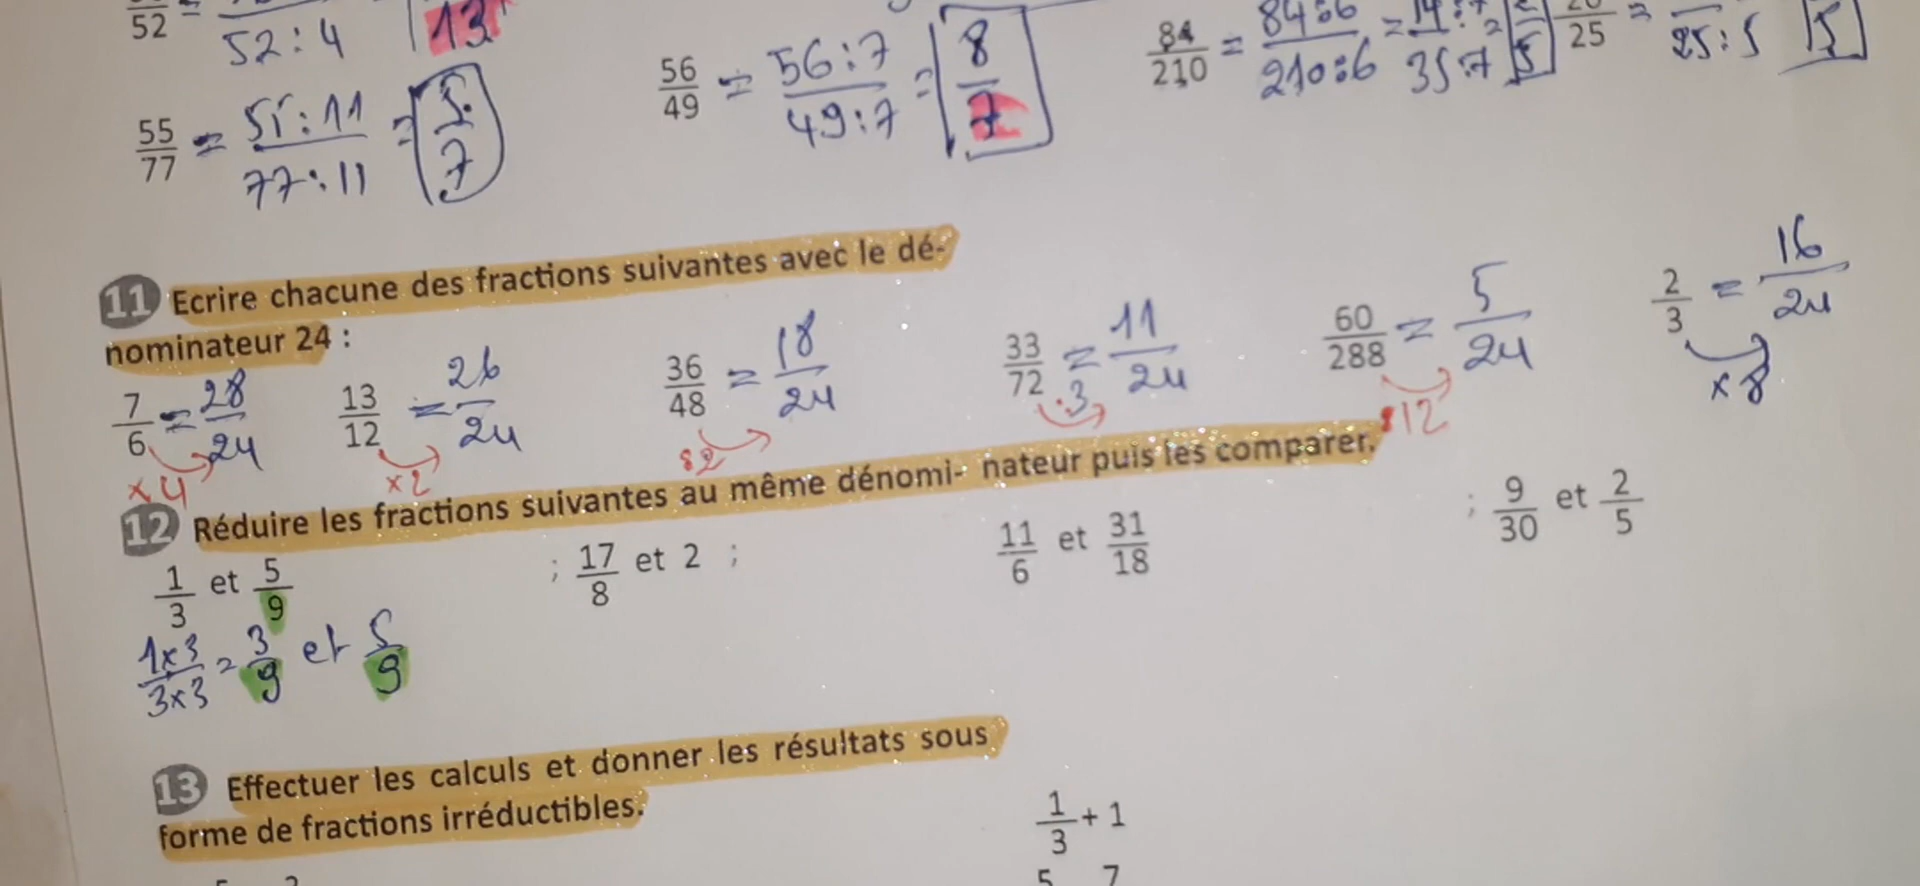 52 = 52 : 4 13
55/77 = 55 : 11 / 77 : 11 = 5/7
56/49 = 56 : 7 / 49 : 7 = 8/7
84/210 = 84 : 6 / 210 : 6 = 14 : 7 / 35 : 7 = 2/5
25 = 25 : 5 5
11 Ecrire chacune des fractions suivantes avec le dé-
nominateur 24 :
7/6 = 28/24 13/12 = 26/24 36/48 = 18/24 33/72 = 11/24 60/288 = 5/24 2/3 = 16/24
x 4 x 2 : 2 : 3 : 12 x 8
12 Réduire les fractions suivantes au même dénomi- nateur puis les comparer.
1/3 et 5/9 ; 17/8 et 2 ; 11/6 et 31/18 ; 9/30 et 2/5
1x3/3x3 = 3/9 et 5/9
13 Effectuer les calculs et donner les résultats sous
forme de fractions irréductibles.
1/3 + 1
5 7